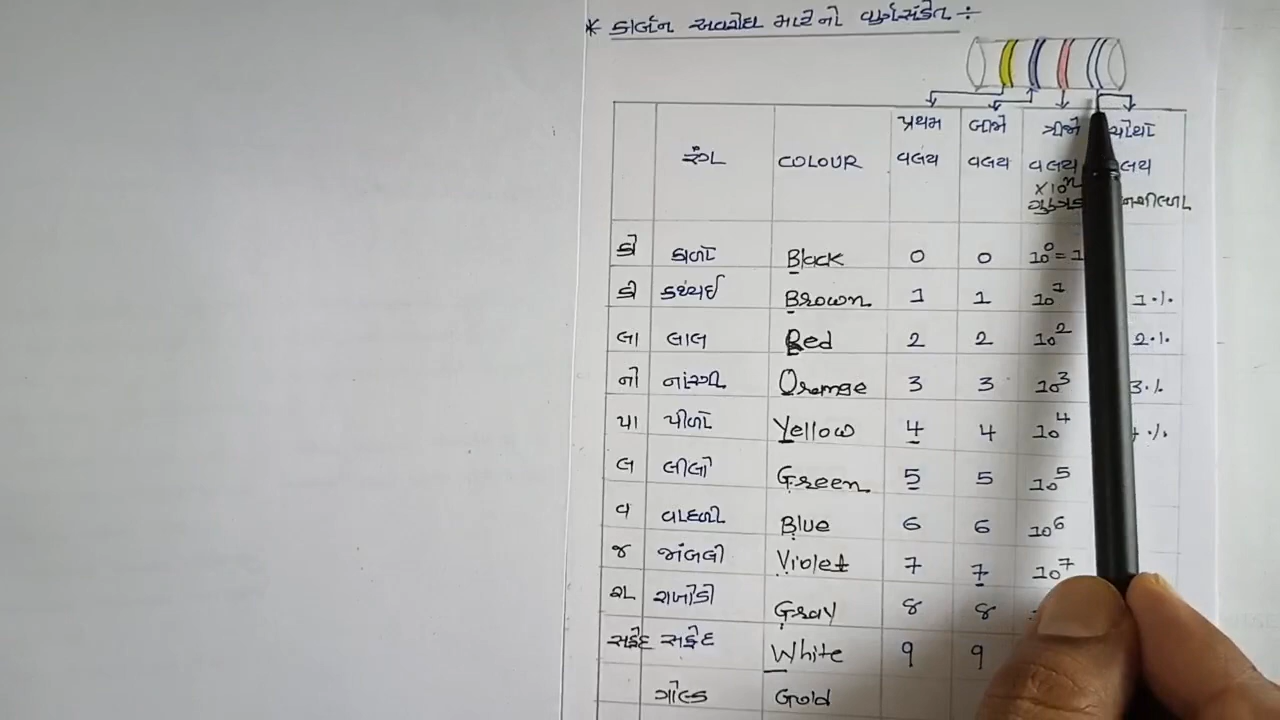 * કાર્બન અવરોધ માટેનો વર્ણસંકેત ÷
રંગ COLOUR પ્રથમ વલય બીજો વલય ત્રીજો વલય ×10ⁿ
કા કાળો Black 0 0 10⁰ = 1
ક કથ્થઈ Brown 1 1 10¹ 1%
લા લાલ Red 2 2 10² 2%
ના નારંગી Orange 3 3 10³ 3%
પી પીળો Yellow 4 4 10⁴
લ લીલો Green 5 5 10⁵
વ વાદળી Blue 6 6 10⁶
જ જાંબલી Violet 7 7 10⁷
રા રાખોડી Gray 8 8
સફેદ સફેદ White 9 9
ગોલ્ડ Gold